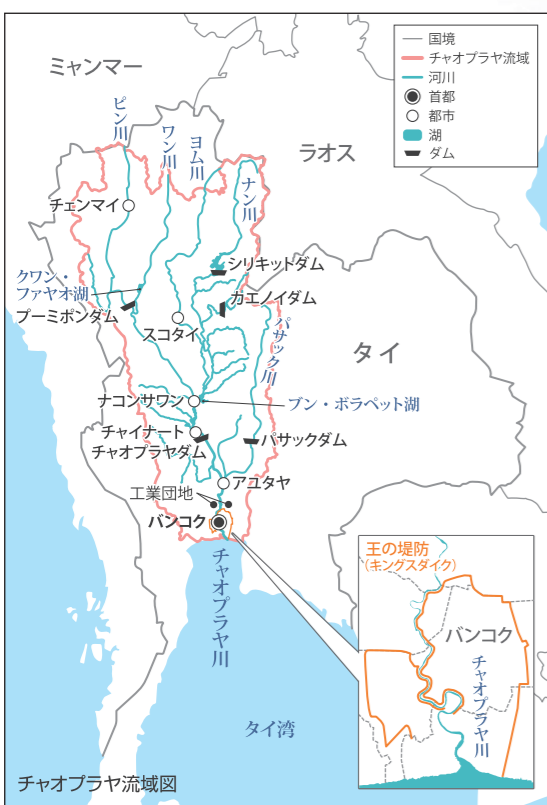 ミャンマー
国境
チャオプラヤ流域
河川
首都
都市
湖
ダム
ピン川
ワン川
ヨム川
ナン川
ラオス
チェンマイ
シリキットダム
クワン・
ファヤオ湖
カエノイダム
プーミポンダム
スコタイ
パサック川
タイ
ナコンサワン
ブン・ボラペット湖
チャイナート
チャオプラヤダム
パサックダム
アユタヤ
工業団地
バンコク
チャオプラヤ川
王の堤防
(キングスダイク)
バンコク
チャオプラヤ川
タイ湾
チャオプラヤ流域図